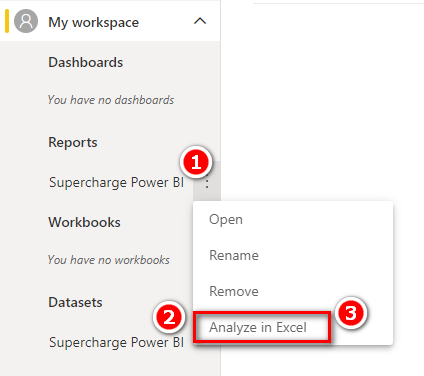 My workspace
Dashboards
You have no dashboards
Reports
1
Supercharge Power BI
Workbooks
You have no workbooks
Datasets
Supercharge Power BI
Open
Rename
Remove
2
Analyze in Excel
3